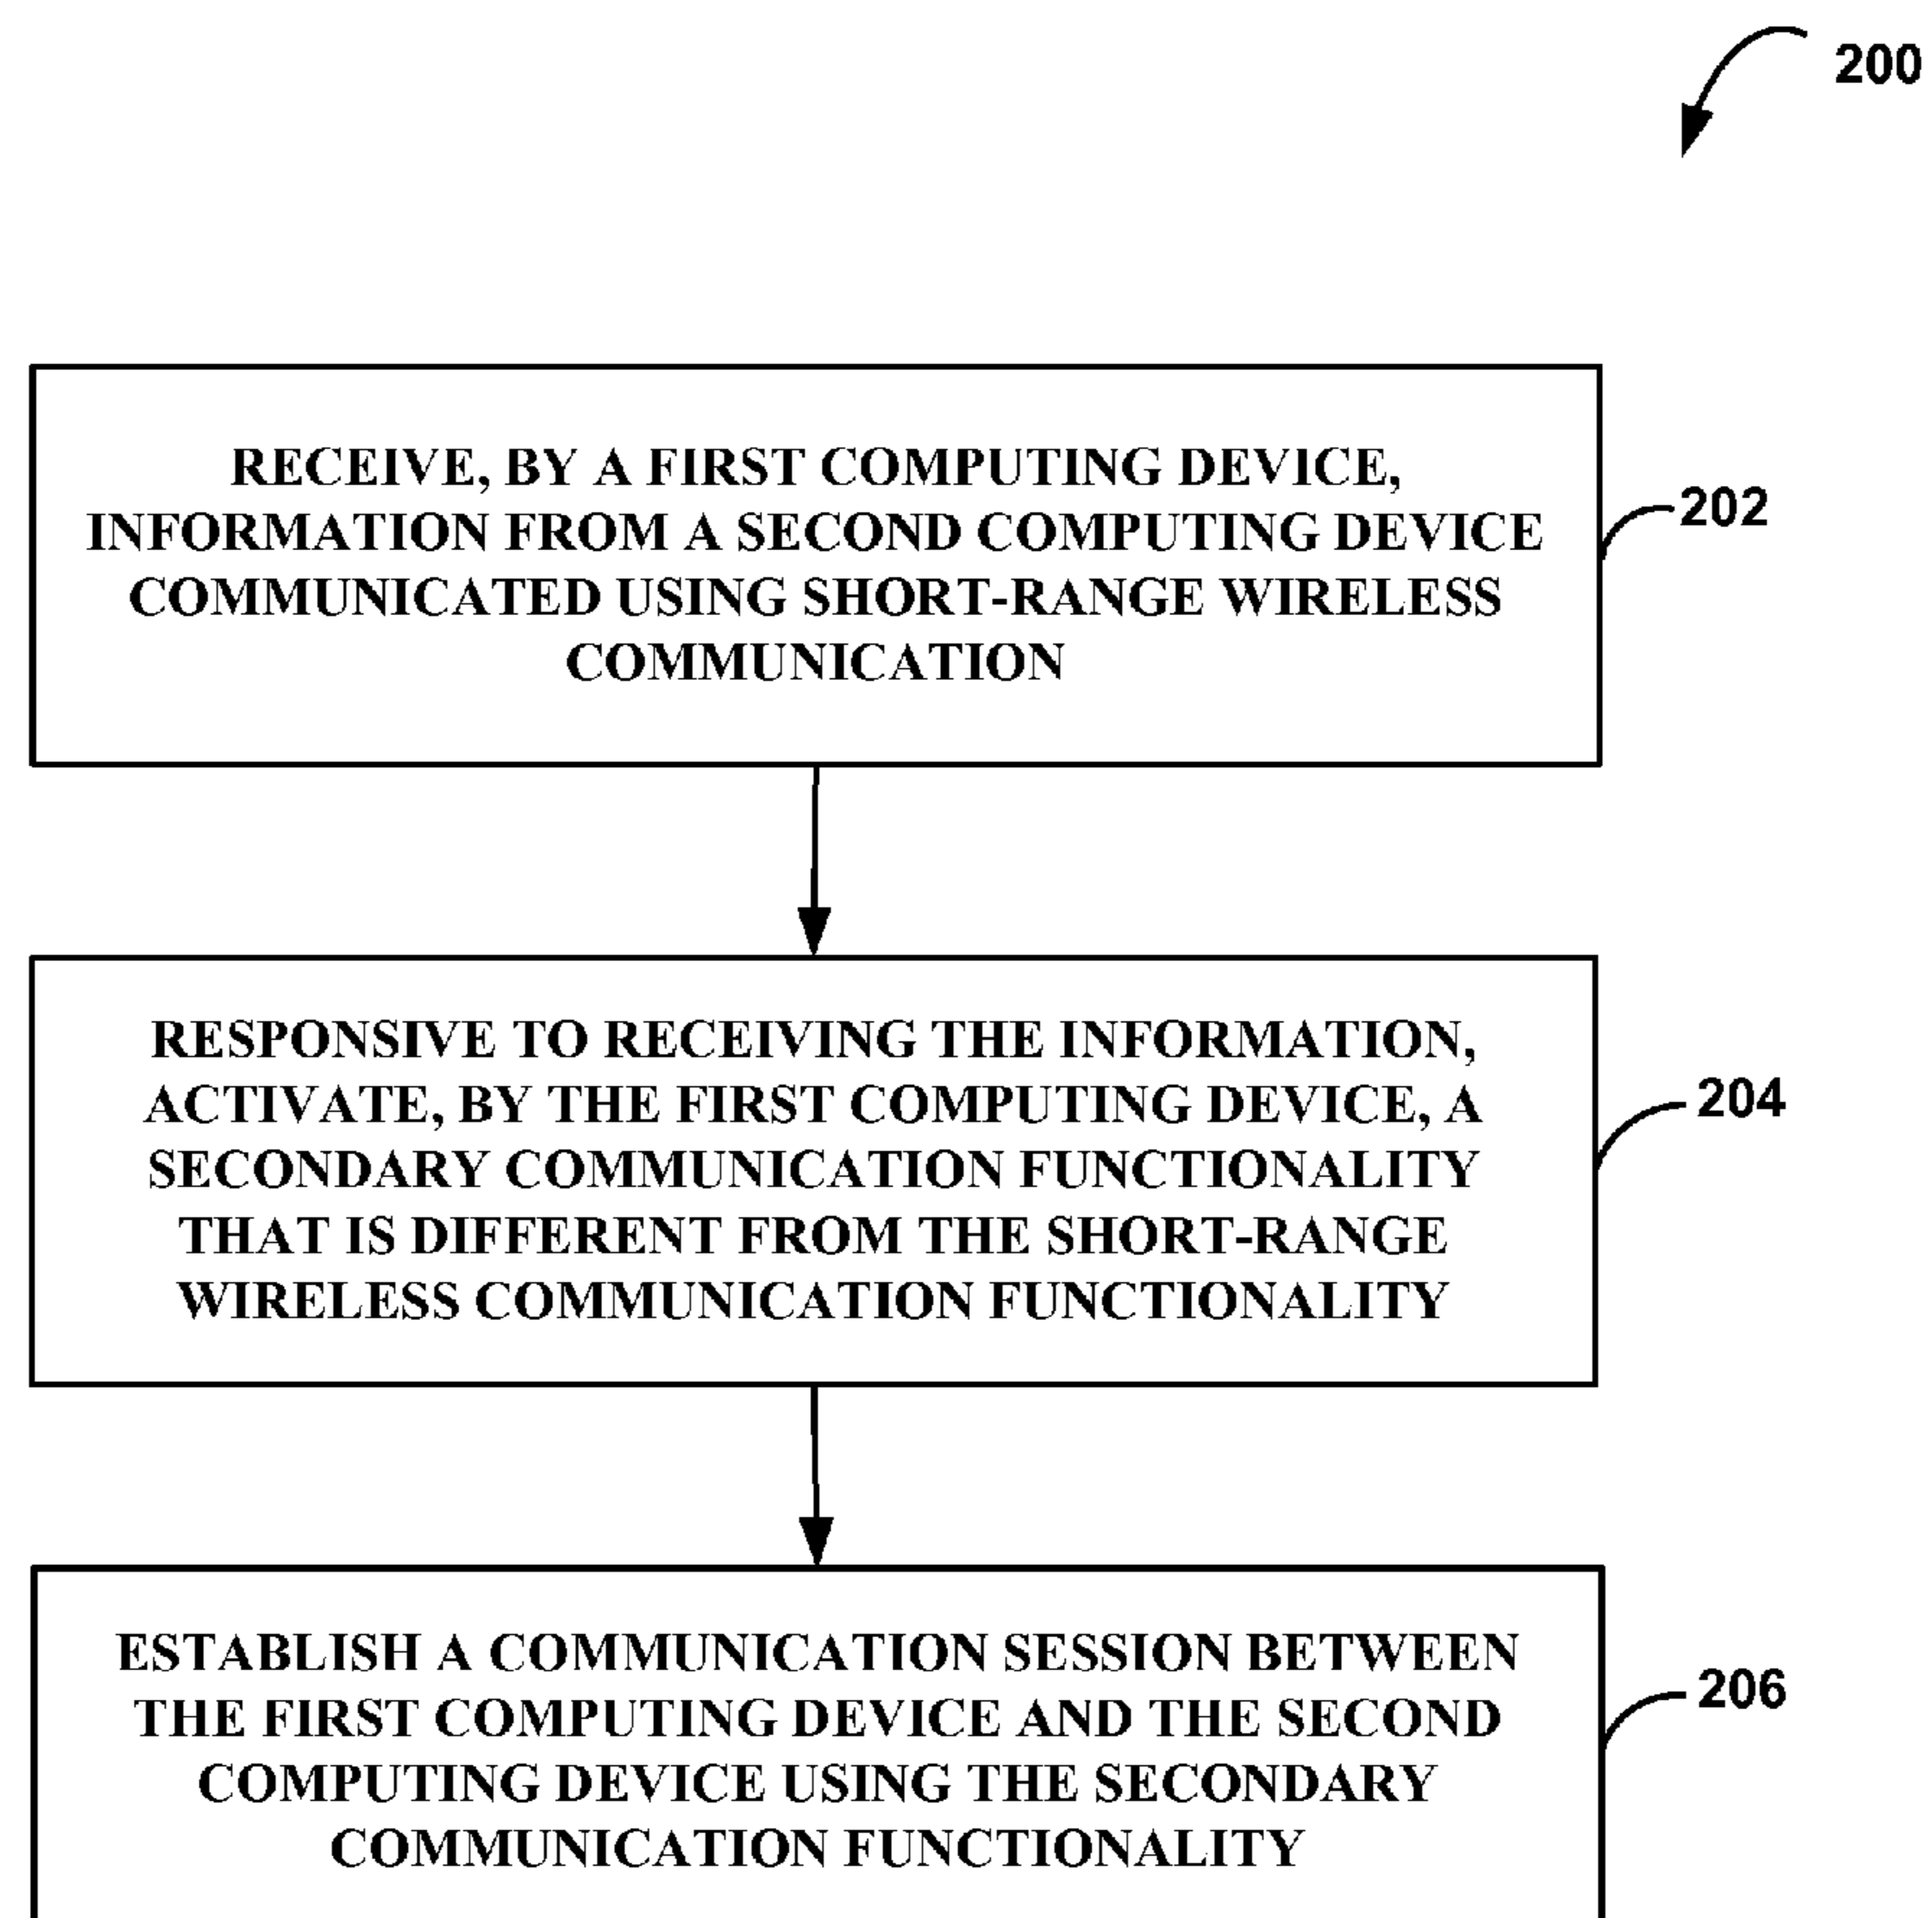 200
RECEIVE, BY A FIRST COMPUTING DEVICE,
INFORMATION FROM A SECOND COMPUTING DEVICE
COMMUNICATED USING SHORT-RANGE WIRELESS
COMMUNICATION
202
RESPONSIVE TO RECEIVING THE INFORMATION,
ACTIVATE, BY THE FIRST COMPUTING DEVICE, A
SECONDARY COMMUNICATION FUNCTIONALITY
THAT IS DIFFERENT FROM THE SHORT-RANGE
WIRELESS COMMUNICATION FUNCTIONALITY
204
ESTABLISH A COMMUNICATION SESSION BETWEEN
THE FIRST COMPUTING DEVICE AND THE SECOND
COMPUTING DEVICE USING THE SECONDARY
COMMUNICATION FUNCTIONALITY
206